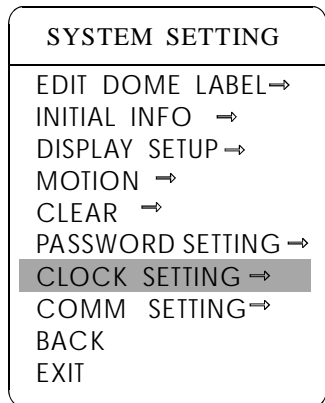 SYSTEM SETTING
EDIT DOME LABEL→
INITIAL INFO →
DISPLAY SETUP→
MOTION →
CLEAR →
PASSWORD SETTING →
CLOCK SETTING →
COMM SETTING→
BACK
EXIT